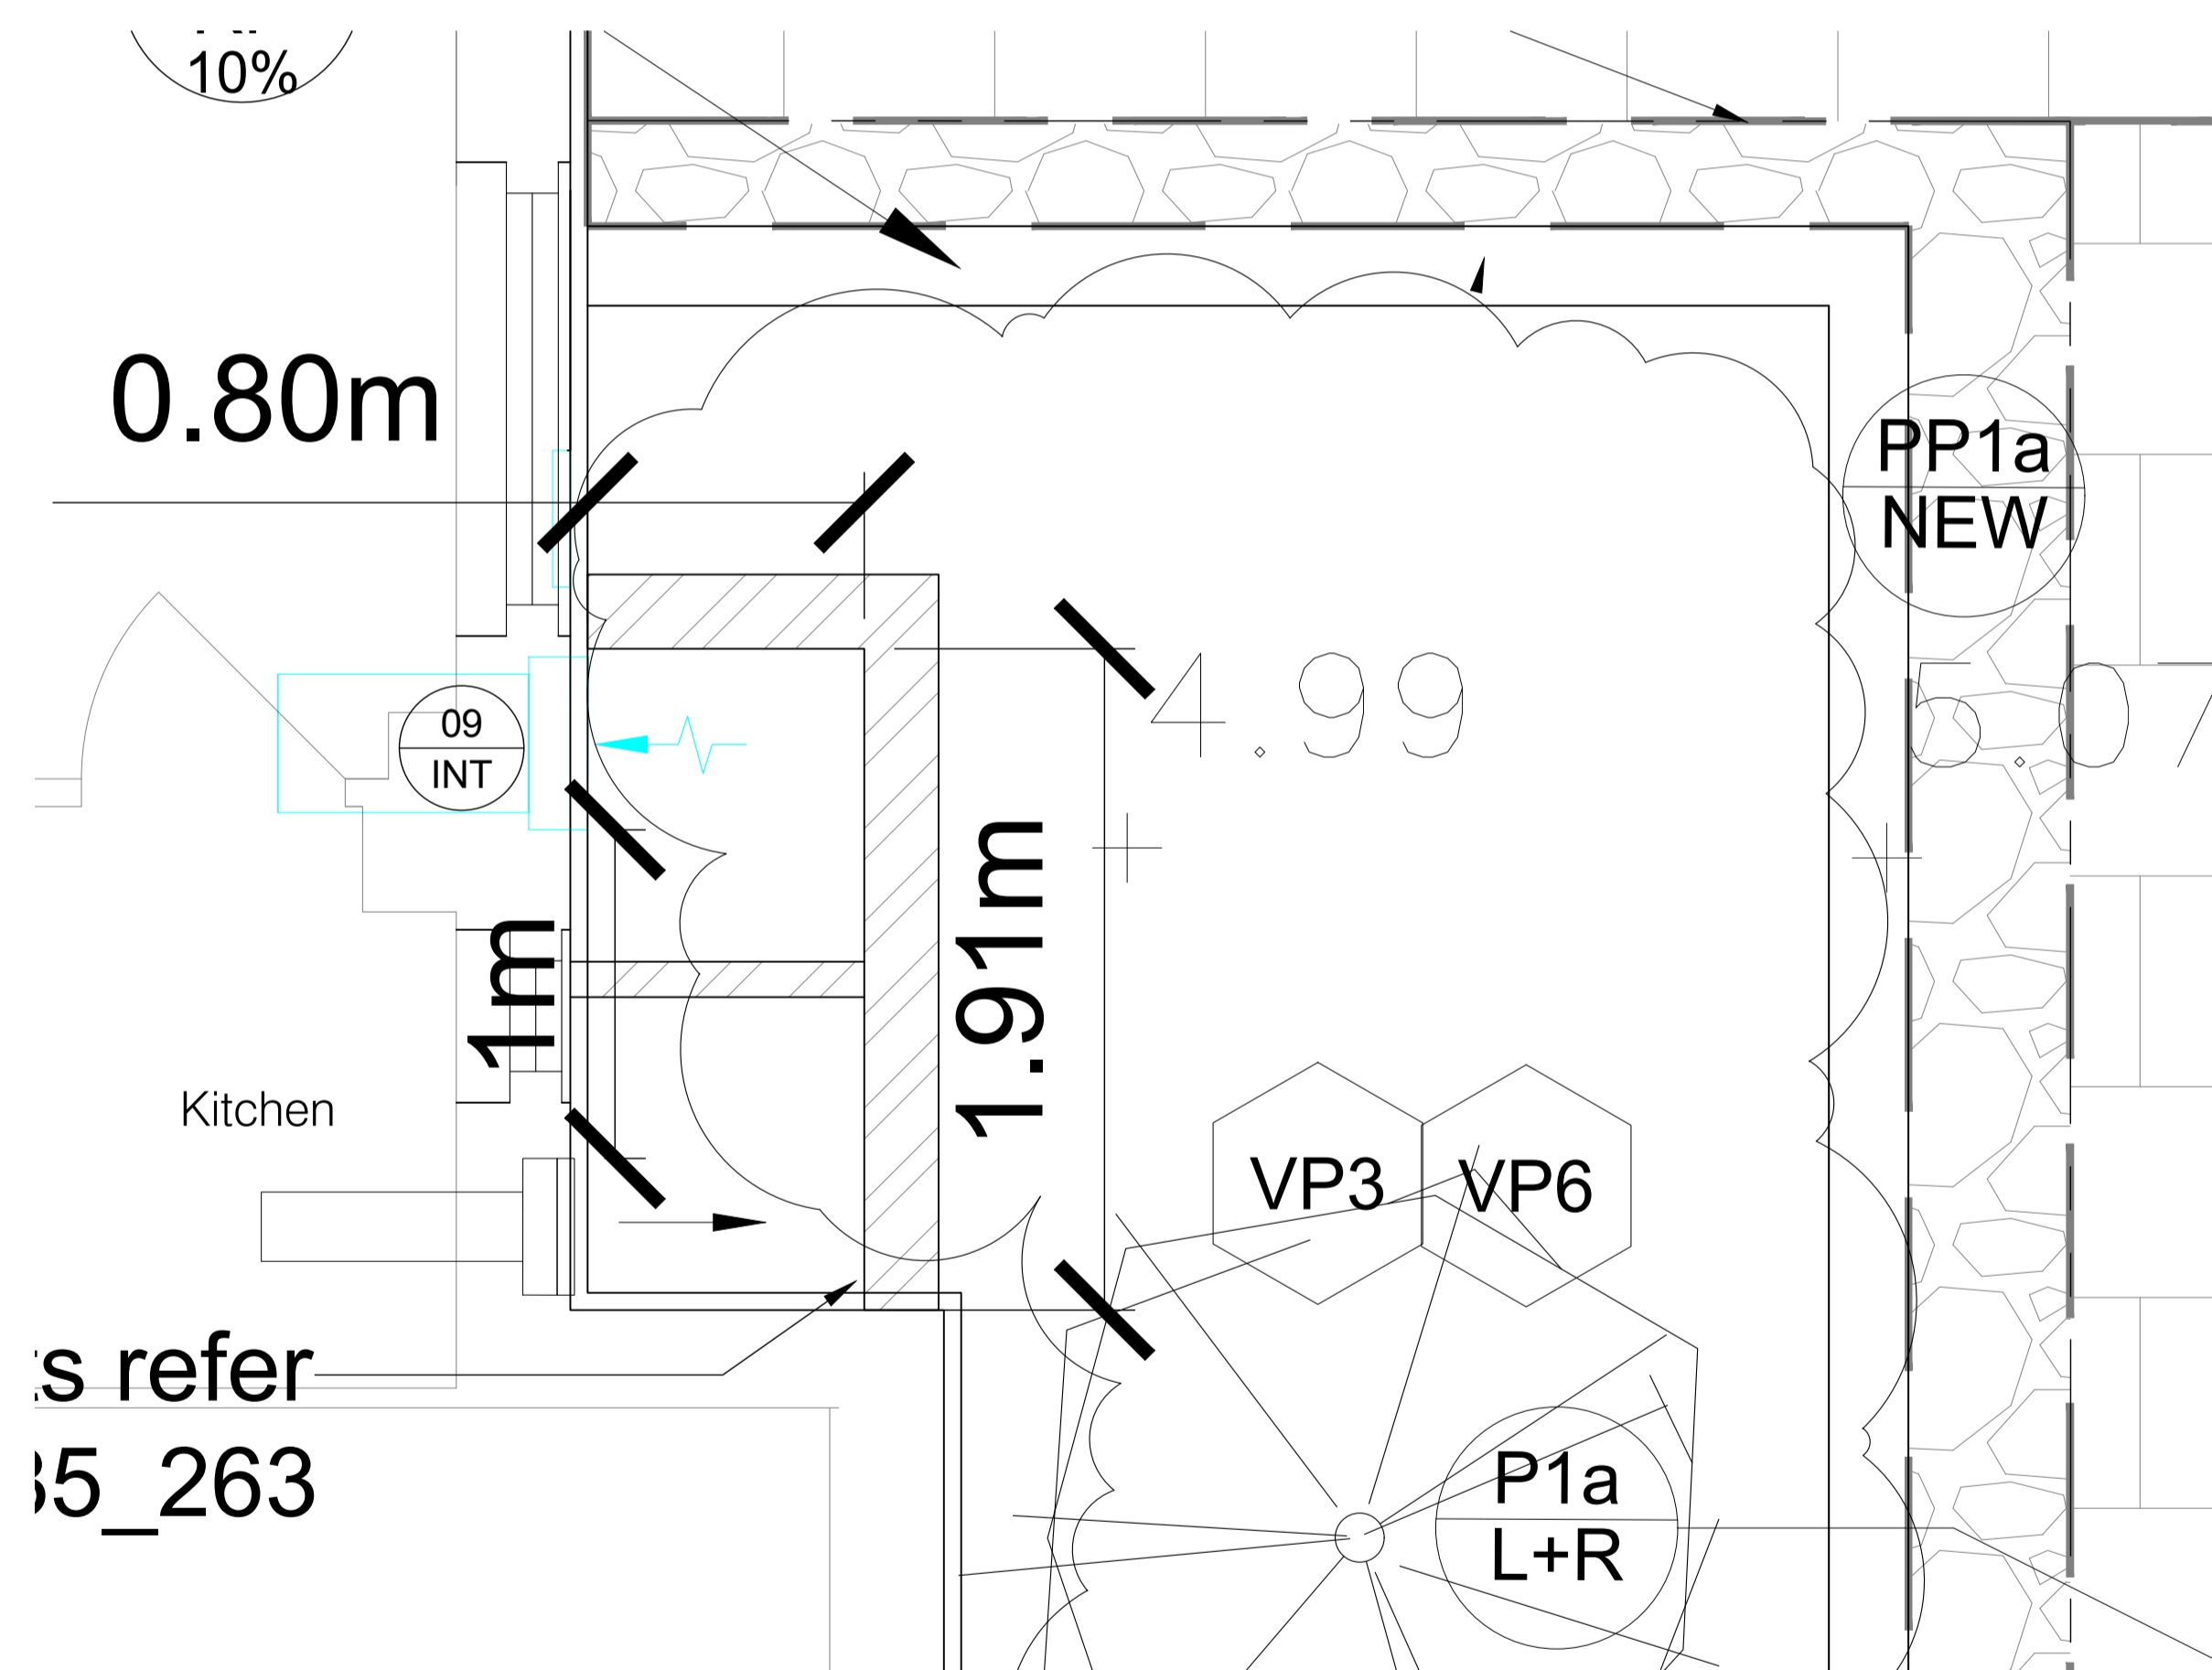 10%
0.80m
PP1a
NEW
4.99
09
INT
1m
1.91m
Kitchen
VP3
VP6
s refer
35_263
P1a
L+R